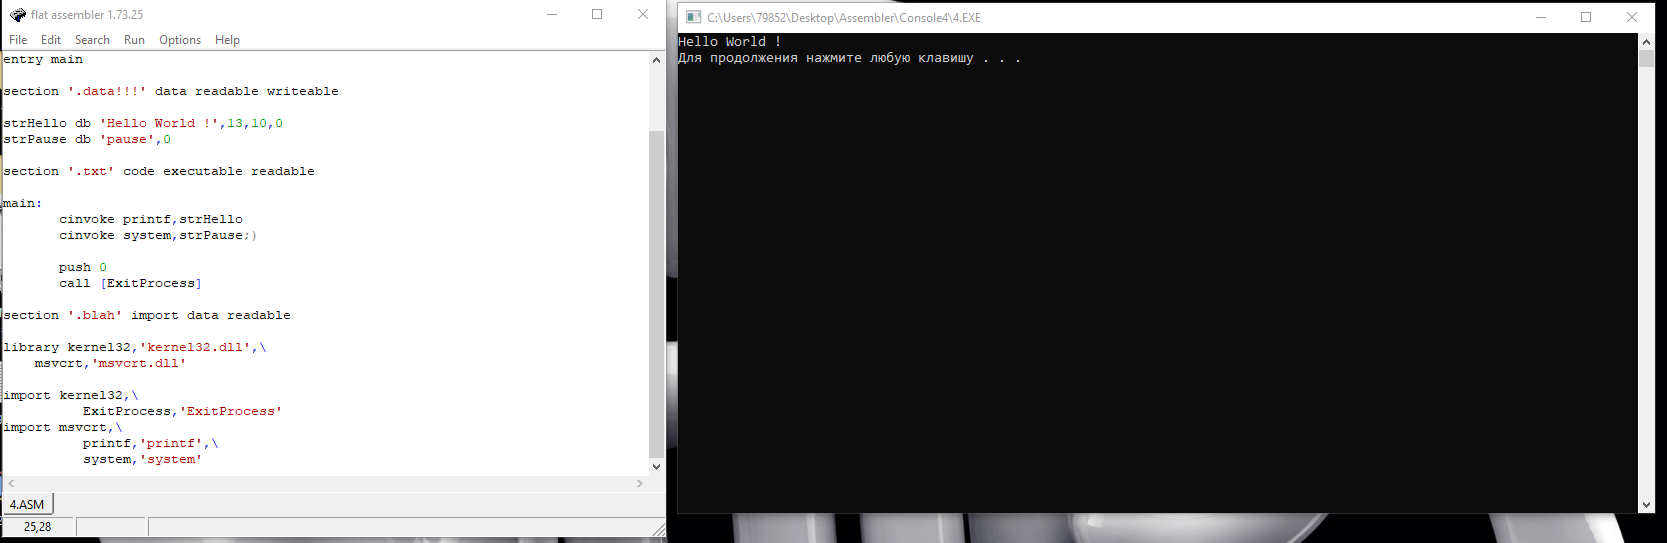 flat assembler 1.73.25
File Edit Search Run Options Help
entry main
section '.data!!!' data readable writeable
strHello db 'Hello World !',13,10,0
strPause db 'pause',0
section '.txt' code executable readable
main:
cinvoke printf,strHello
cinvoke system,strPause;)
push 0
call [ExitProcess]
section '.blah' import data readable
library kernel32,'kernel32.dll',\
msvcrt,'msvcrt.dll'
import kernel32,\
ExitProcess,'ExitProcess'
import msvcrt,\
printf,'printf',\
system,'system'
4.ASM
25,28
C:\Users\79852\Desktop\Assembler\Console4\4.EXE
Hello World !
Для продолжения нажмите любую клавишу . . .